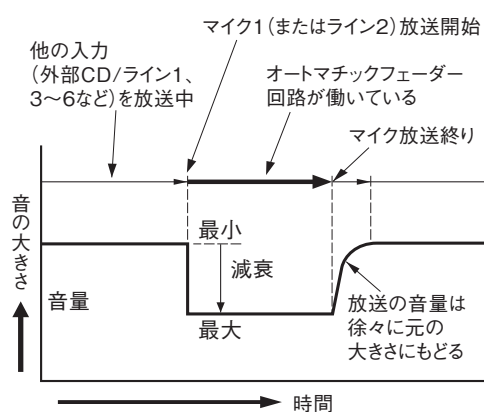 マイク1(またはライン2)放送開始
他の入力
(外部CD/ライン1、
3〜6など)を放送中
オートマチックフェーダー
回路が働いている
マイク放送終り
音の大きさ
最小
減衰
音量
最大
放送の音量は
徐々に元の
大きさにもどる
時間